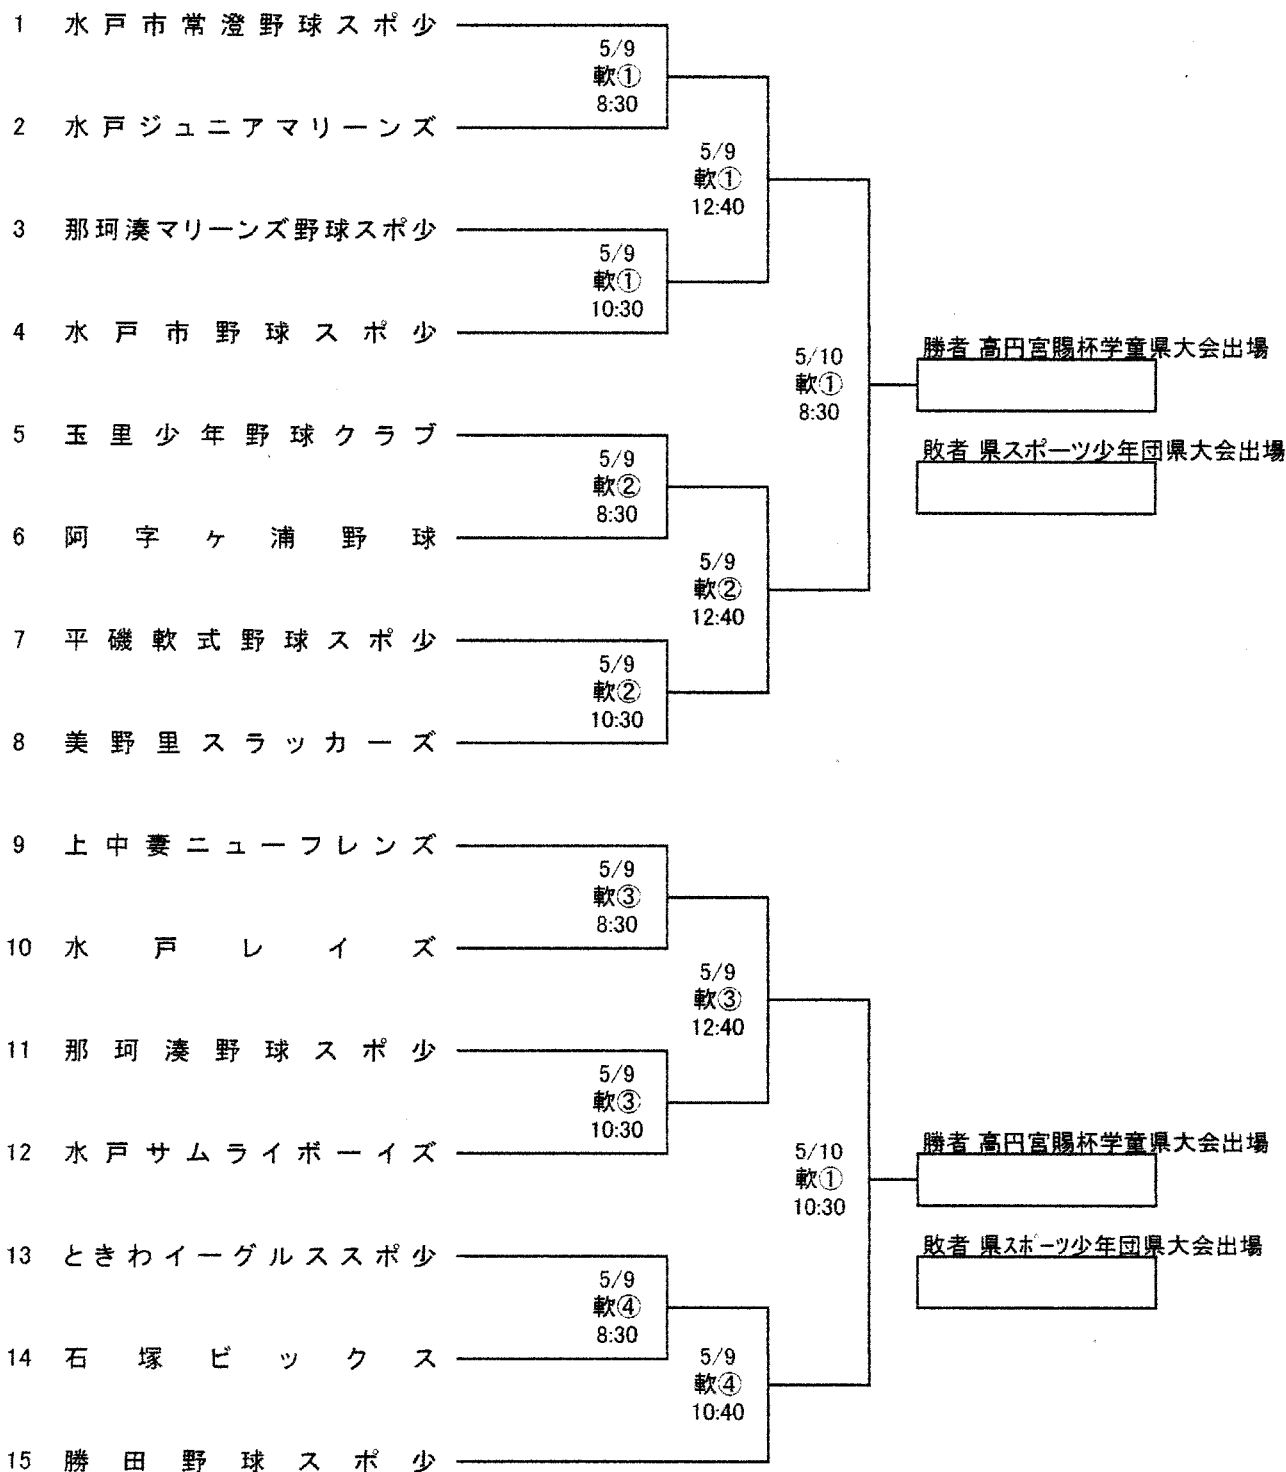 1 水戸市常澄野球スポ少
5/9
軟①
8:30
2 水戸ジュニアマリーンズ
5/9
軟①
12:40
3 那珂湊マリーンズ野球スポ少
5/9
軟①
10:30
4 水戸市野球スポ少
5/10
軟①
8:30
勝者 高円宮賜杯学童県大会出場
敗者 県スポーツ少年団県大会出場
5 玉里少年野球クラブ
5/9
軟②
8:30
6 阿字ヶ浦野球
5/9
軟②
12:40
7 平磯軟式野球スポ少
5/9
軟②
10:30
8 美野里スラッカーズ
9 上中妻ニューフレンズ
5/9
軟③
8:30
10 水戸レイズ
5/9
軟③
12:40
11 那珂湊野球スポ少
5/9
軟③
10:30
12 水戸サムライボーイズ
5/10
軟①
10:30
勝者 高円宮賜杯学童県大会出場
敗者 県スポーツ少年団県大会出場
13 ときわイーグルススポ少
5/9
軟④
8:30
14 石塚ビックス
5/9
軟④
10:40
15 勝田野球スポ少